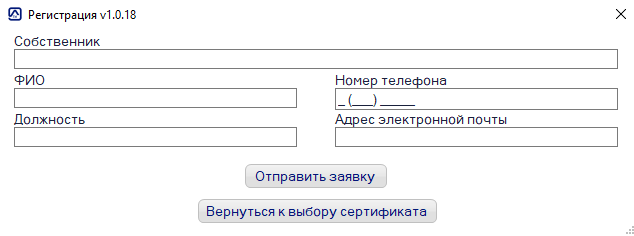 Регистрация v1.0.18
Собственник
ФИО
Номер телефона
_ (___) _____
Должность
Адрес электронной почты
Отправить заявку
Вернуться к выбору сертификата